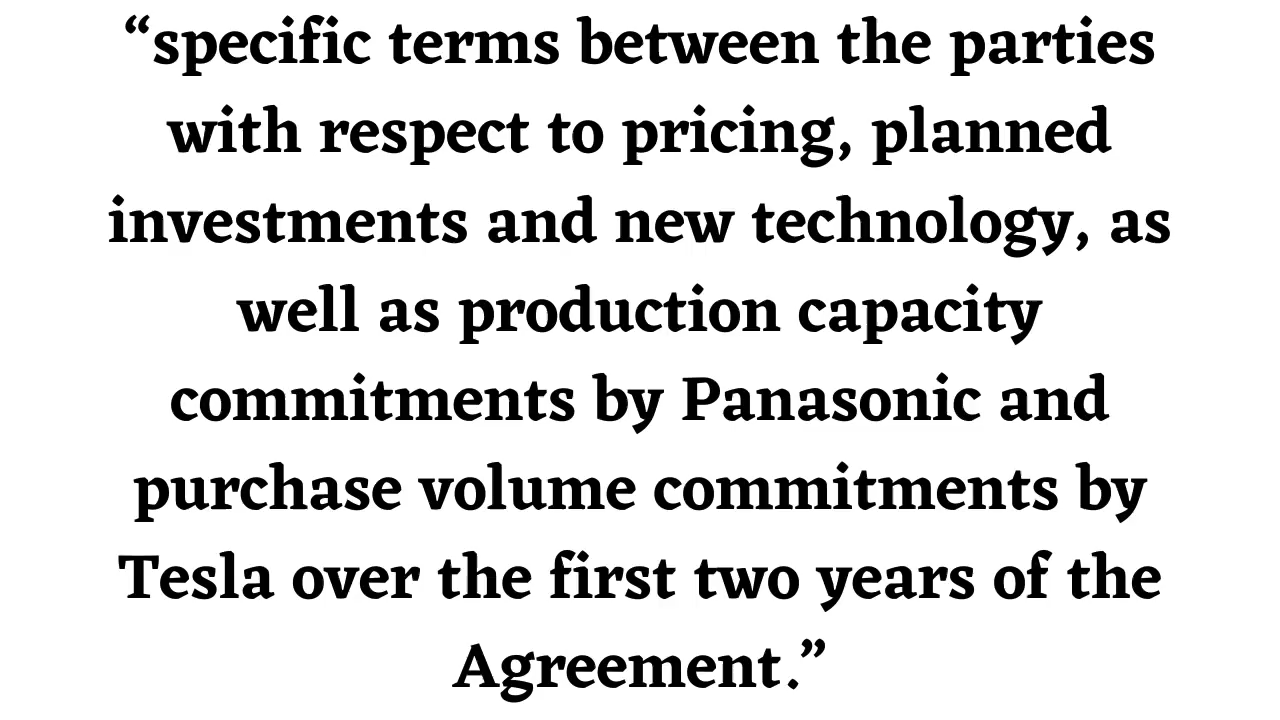 “specific terms between the parties
with respect to pricing, planned
investments and new technology, as
well as production capacity
commitments by Panasonic and
purchase volume commitments by
Tesla over the first two years of the
Agreement.”